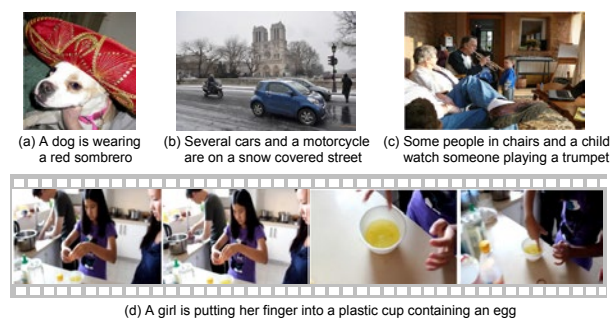 (a) A dog is wearing
a red sombrero
(b) Several cars and a motorcycle
are on a snow covered street
(c) Some people in chairs and a child
watch someone playing a trumpet
(d) A girl is putting her finger into a plastic cup containing an egg